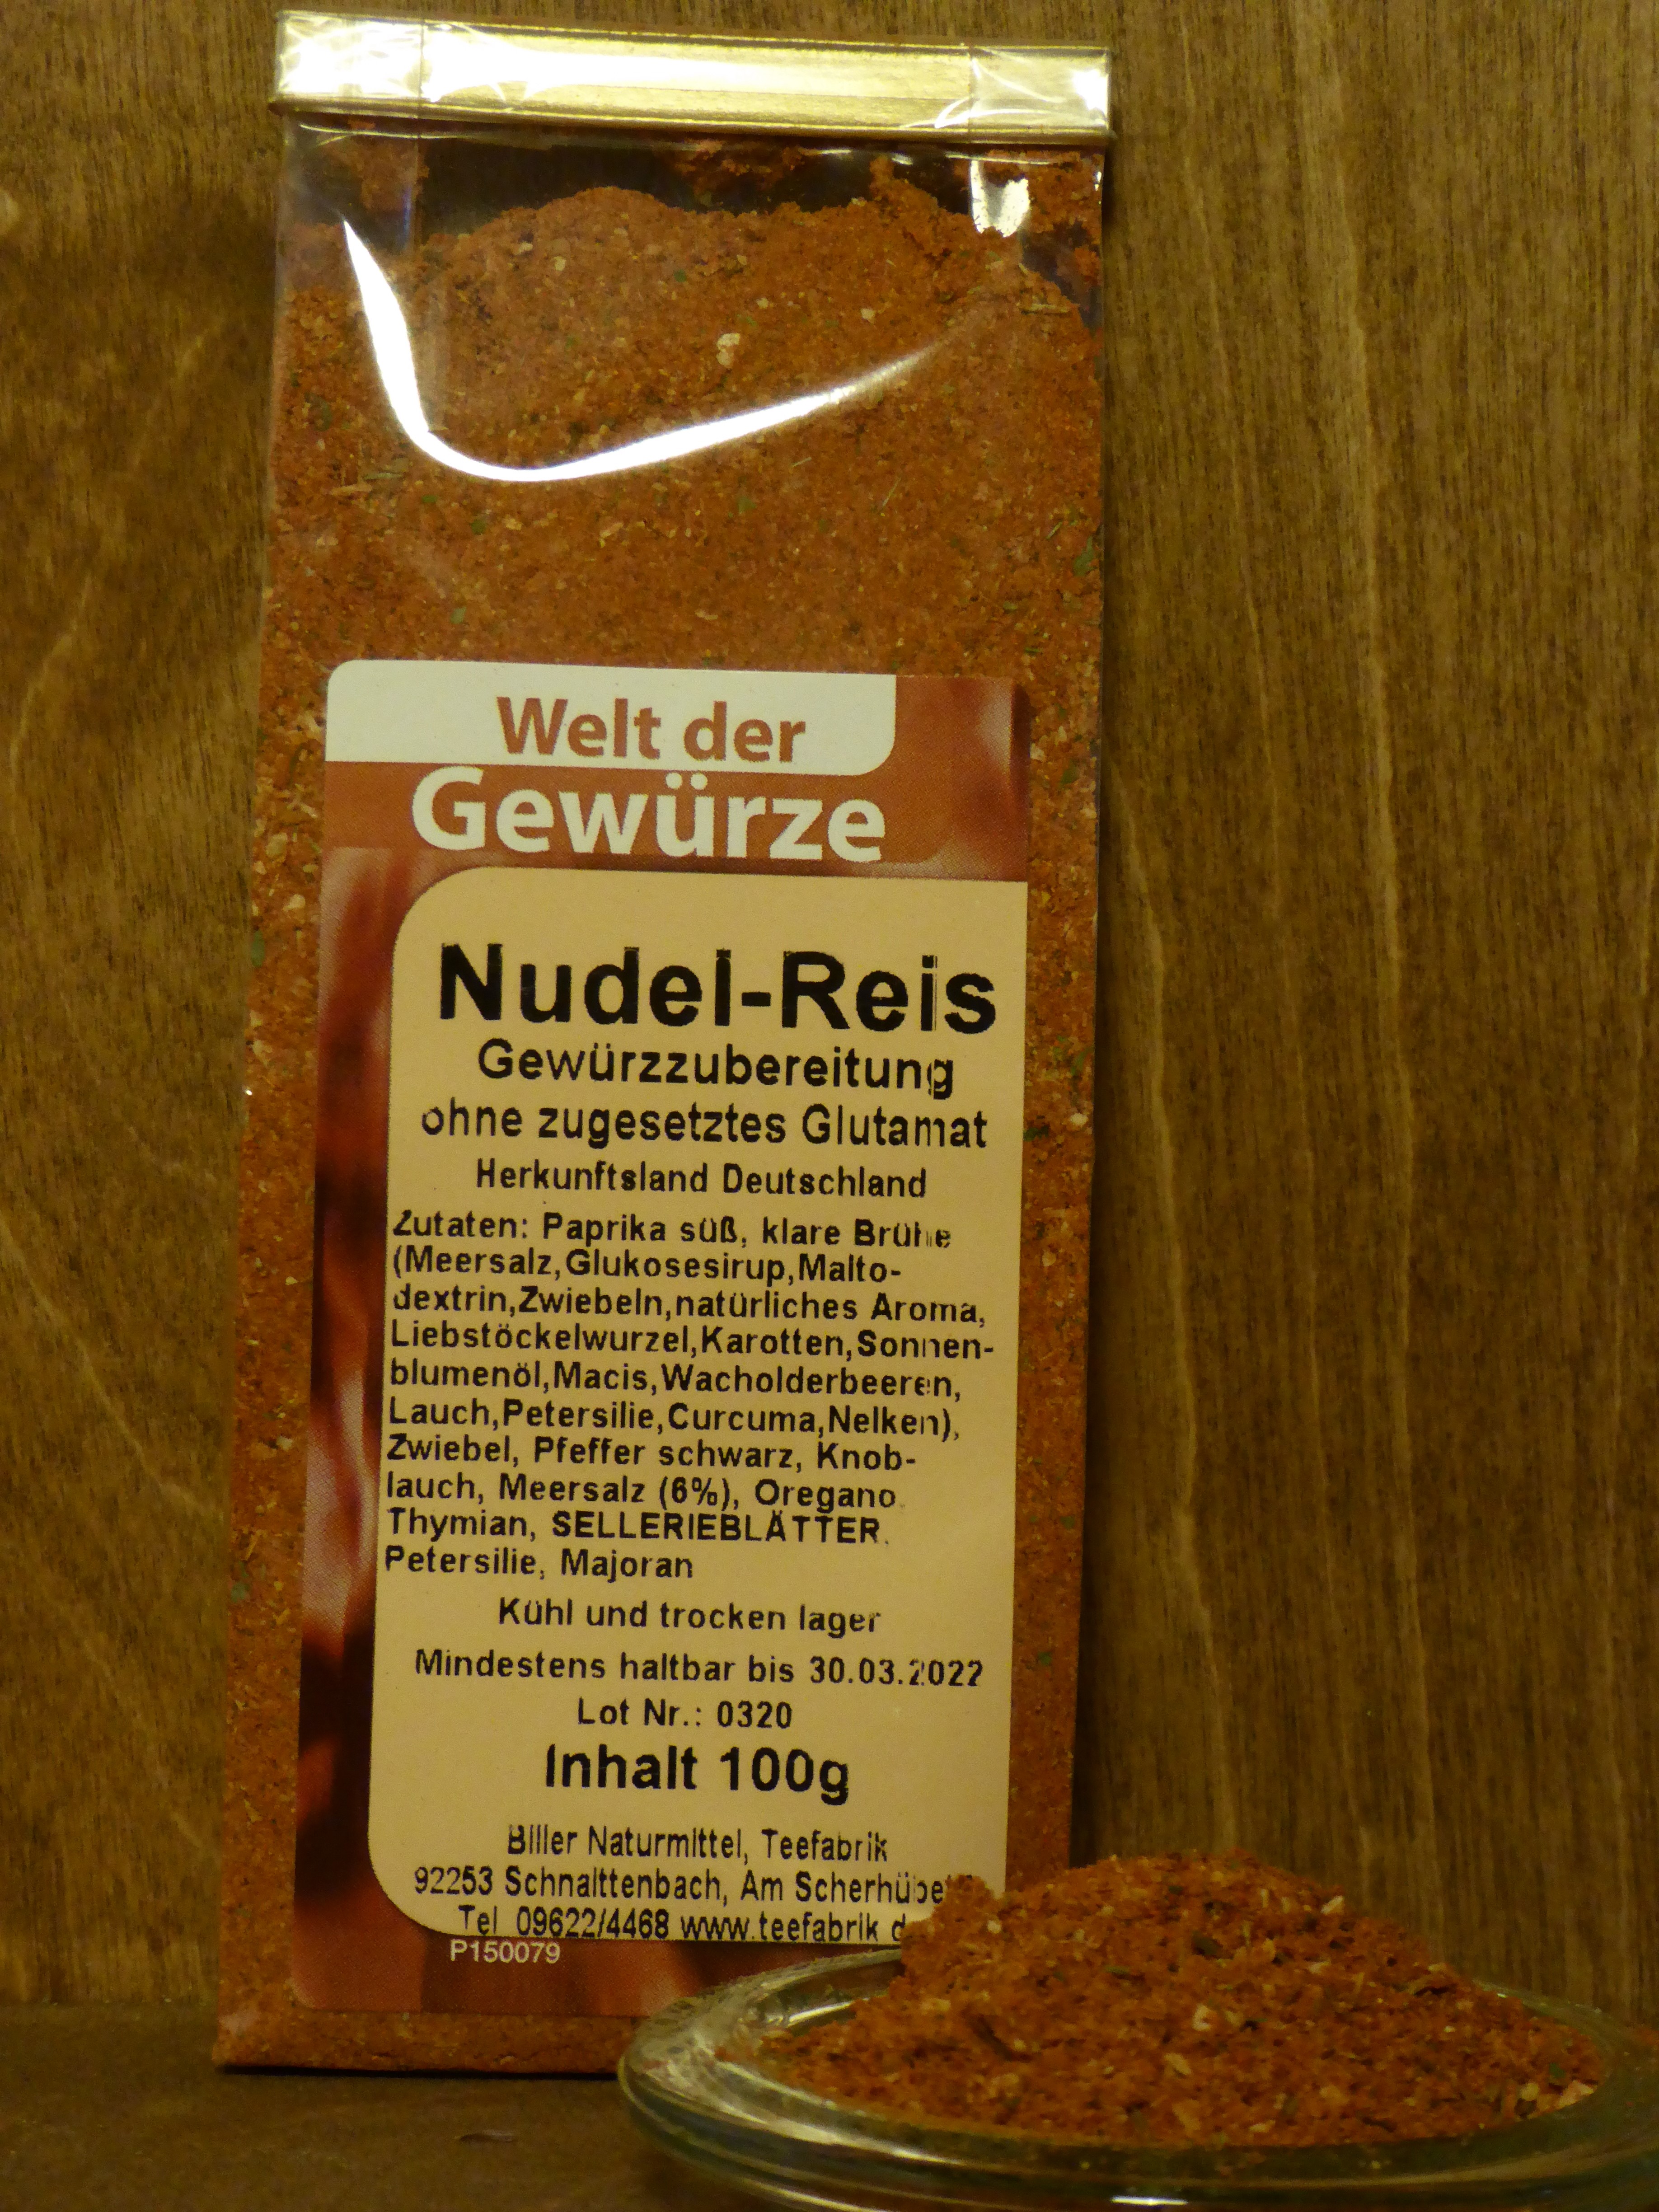 Welt der
Gewürze
Nudel-Reis
Gewürzzubereitung
ohne zugesetztes Glutamat
Herkunftsland Deutschland
Zutaten: Paprika süß, klare Brühe
(Meersalz,Glukosesirup,Malto-
dextrin,Zwiebeln,natürliches Aroma,
Liebstöckelwurzel,Karotten,Sonnen-
blumenöl,Macis,Wacholderbeeren,
Lauch,Petersilie,Curcuma,Nelken),
Zwiebel, Pfeffer schwarz, Knob-
lauch, Meersalz (6%), Oregano,
Thymian, SELLERIEBLÄTTER,
Petersilie, Majoran
Kühl und trocken lager
Mindestens haltbar bis 30.03.2022
Lot Nr.: 0320
Inhalt 100g
Biller Naturmittel, Teefabrik
92253 Schnaittenbach, Am
Tel 09622/4468 www.teefabrik.d
P150079